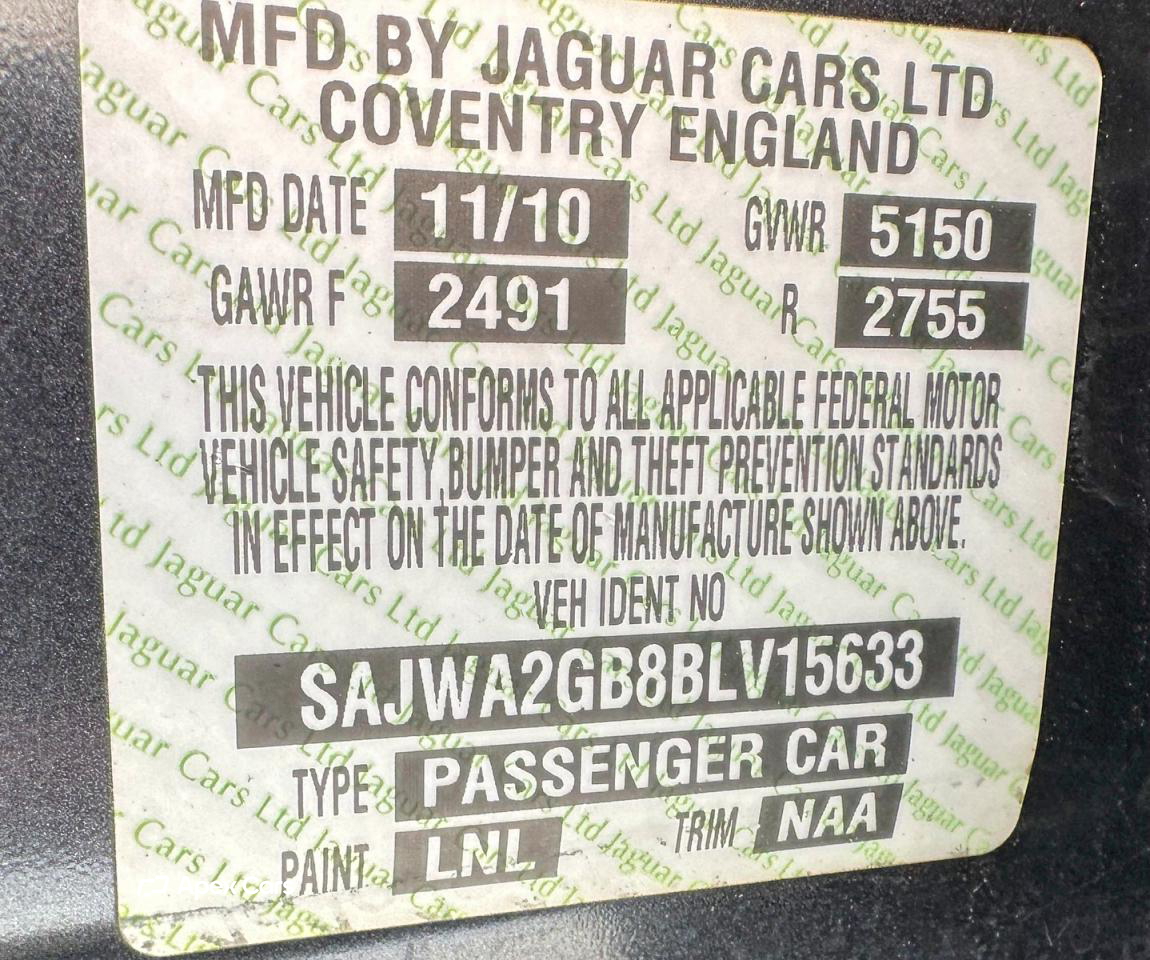 MFD BY JAGUAR CARS LTD
COVENTRY ENGLAND
MFD DATE 11/10 GVWR 5150
GAWR F 2491 R 2755
THIS VEHICLE CONFORMS TO ALL APPLICABLE FEDERAL MOTOR
VEHICLE SAFETY,BUMPER AND THEFT PREVENTION STANDARDS
IN EFFECT ON THE DATE OF MANUFACTURE SHOWN ABOVE.
VEH IDENT NO
SAJWA2GB8BLV15633
TYPE PASSENGER CAR
PAINT LNL TRIM NAA